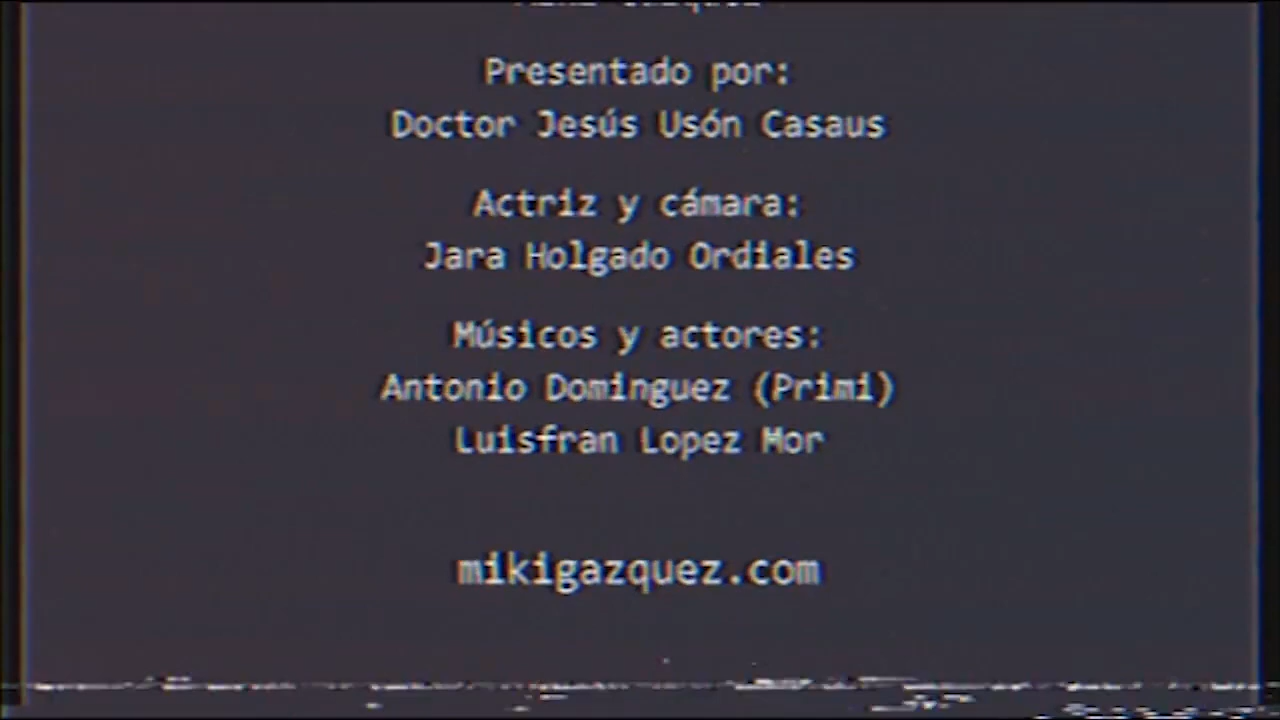 Presentado por:
Doctor Jesús Usón Casaus
Actriz y cámara:
Jara Holgado Ordiales
Músicos y actores:
Antonio Dominguez (Primi)
Luisfran Lopez Mor
mikigazquez.com